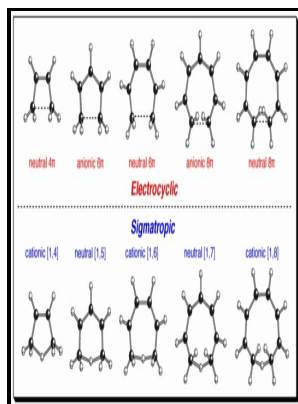 neutral 4π anionic 6π neutral 6π anionic 8π neutral 8π
Electrocyclic
Sigmatropic
cationic [1,4] neutral [1,5] cationic [1,6] neutral [1,7] cationic [1,8]